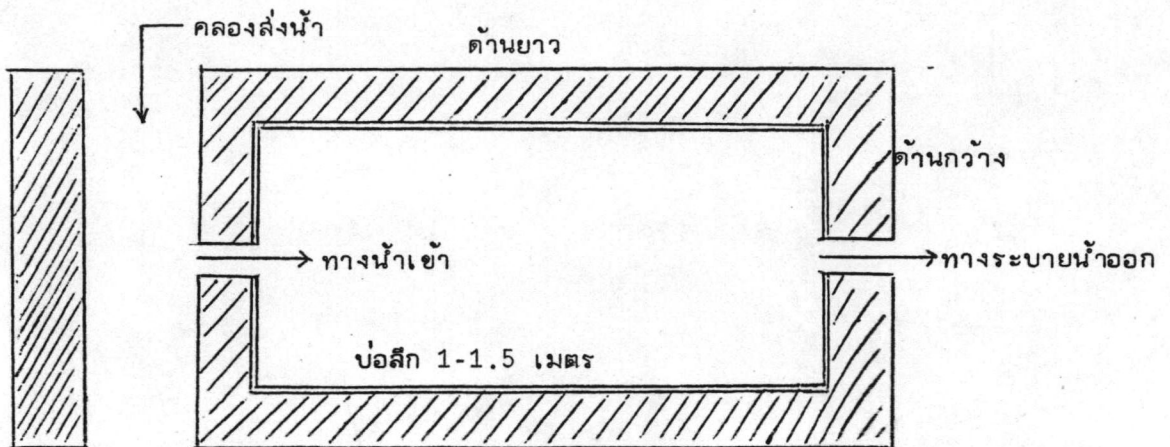 คลองส่งน้ำ
ด้านยาว
ด้านกว้าง
ทางน้ำเข้า
ทางระบายน้ำออก
บ่อลึก 1-1.5 เมตร